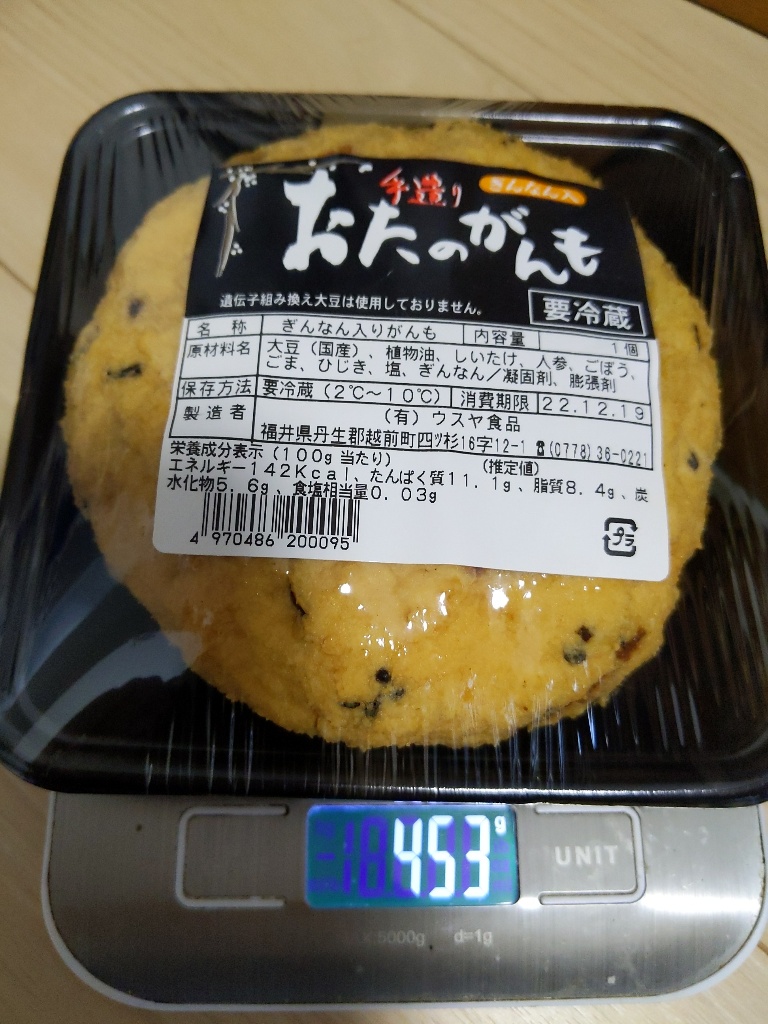 手造り ぎんなん入
おたのがんも
遺伝子組み換え大豆は使用しておりません。
要冷蔵
名 称 ぎんなん入りがんも 内容量 1個
原材料名 大豆(国産)、植物油、しいたけ、人参、ごぼう、
ごま、ひじき、塩、ぎんなん/凝固剤、膨張剤
保存方法 要冷蔵(2℃~10℃) 消費期限 22.12.19
製造者 (有)ウスヤ食品
福井県丹生郡越前町四ツ杉16字12-1 ☎(0778)36-0221
栄養成分表示(100g 当たり) (推定値)
エネルギー142Kcal、たんぱく質11.1g、脂質8.4g、炭
水化物5.6g、食塩相当量0.03g
4 970486 200095
プラ
453 g
UNIT
5000g d=1g